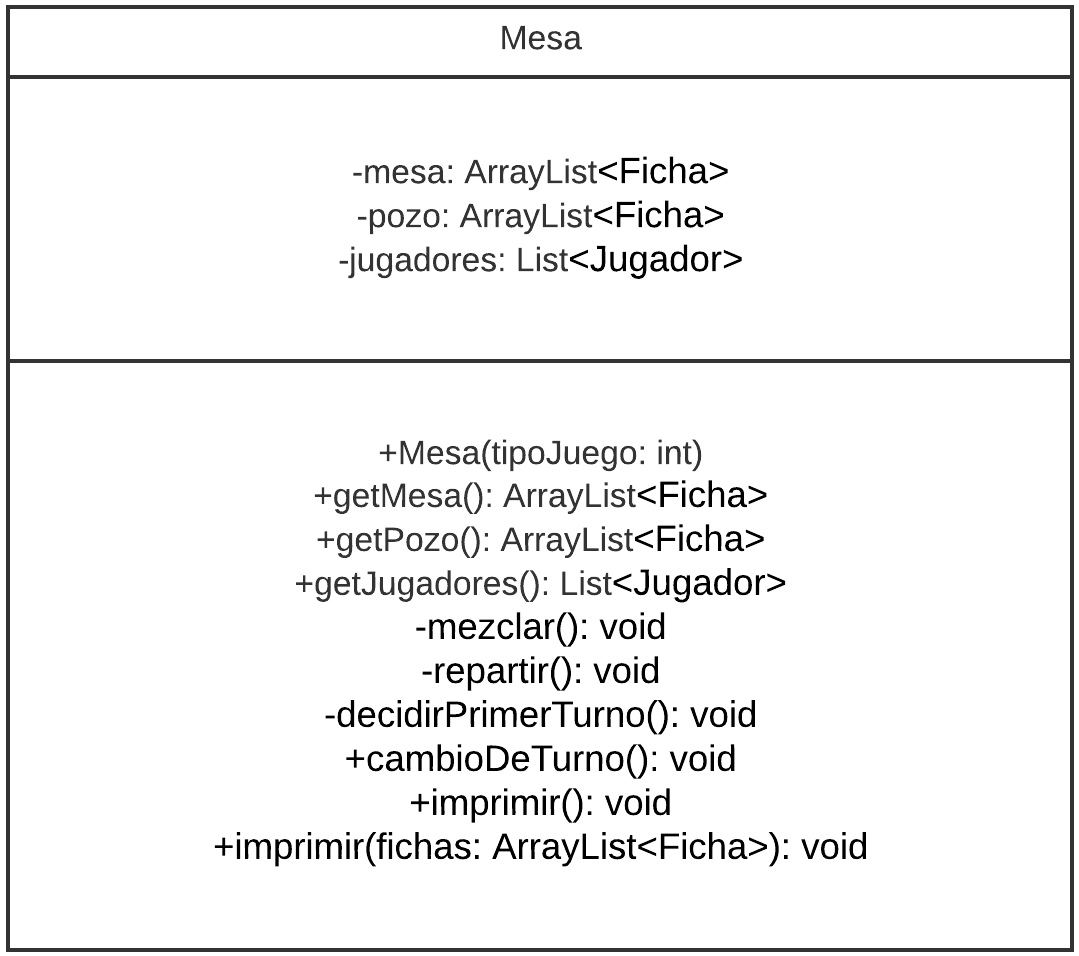 Mesa
-mesa: ArrayList<Ficha>
-pozo: ArrayList<Ficha>
-jugadores: List<Jugador>
+Mesa(tipoJuego: int)
+getMesa(): ArrayList<Ficha>
+getPozo(): ArrayList<Ficha>
+getJugadores(): List<Jugador>
-mezclar(): void
-repartir(): void
-decidirPrimerTurno(): void
+cambioDeTurno(): void
+imprimir(): void
+imprimir(fichas: ArrayList<Ficha>): void